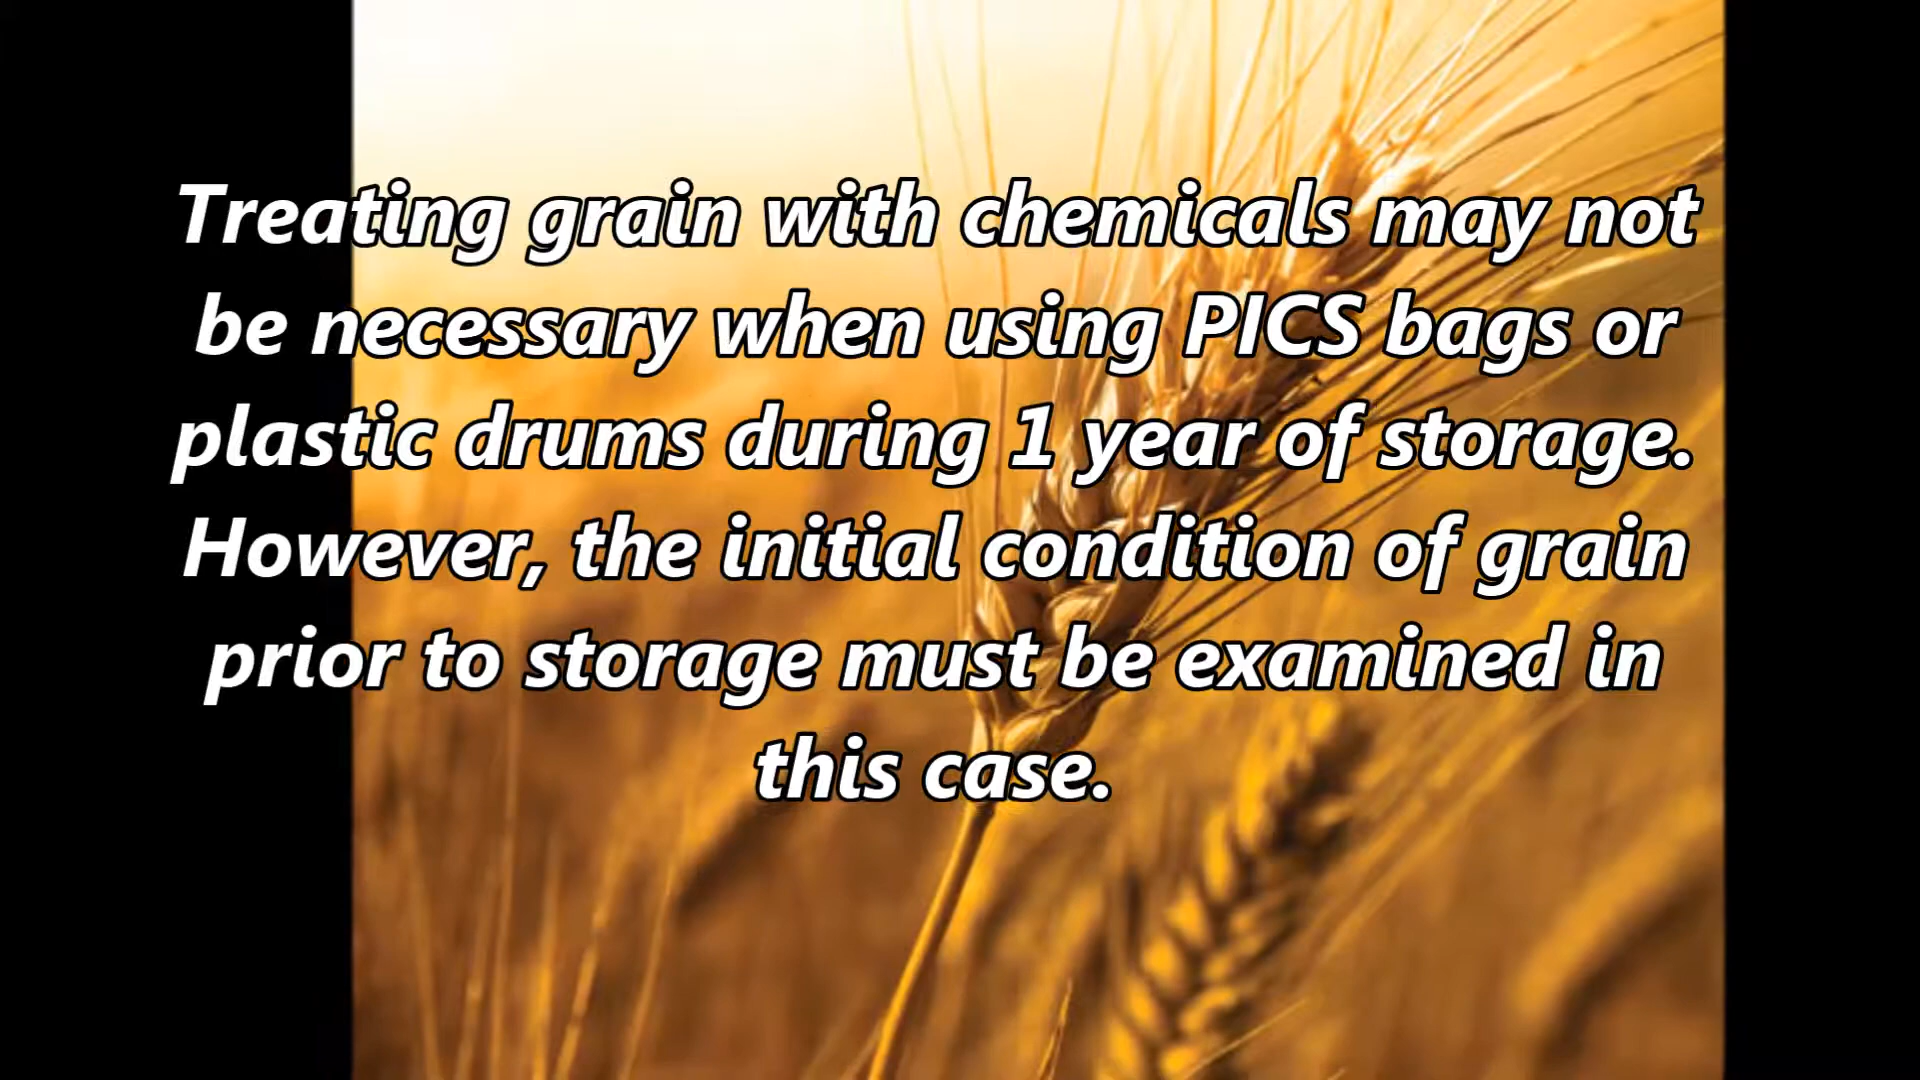 Treating grain with chemicals may not
be necessary when using PICS bags or
plastic drums during 1 year of storage.
However, the initial condition of grain
prior to storage must be examined in
this case.